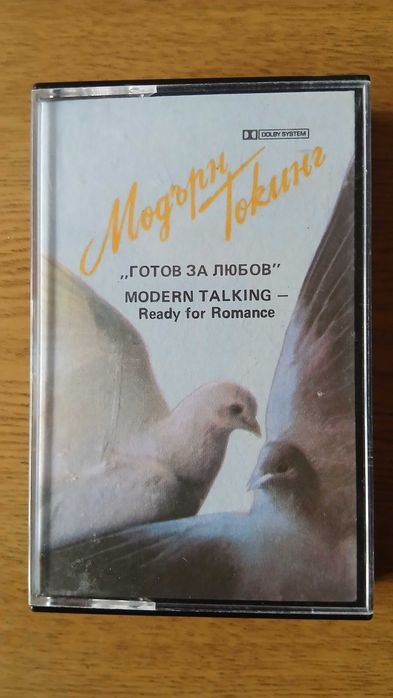 DOLBY SYSTEM
Модърн
Токинг
„ГОТОВ ЗА ЛЮБОВ”
MODERN TALKING –
Ready for Romance